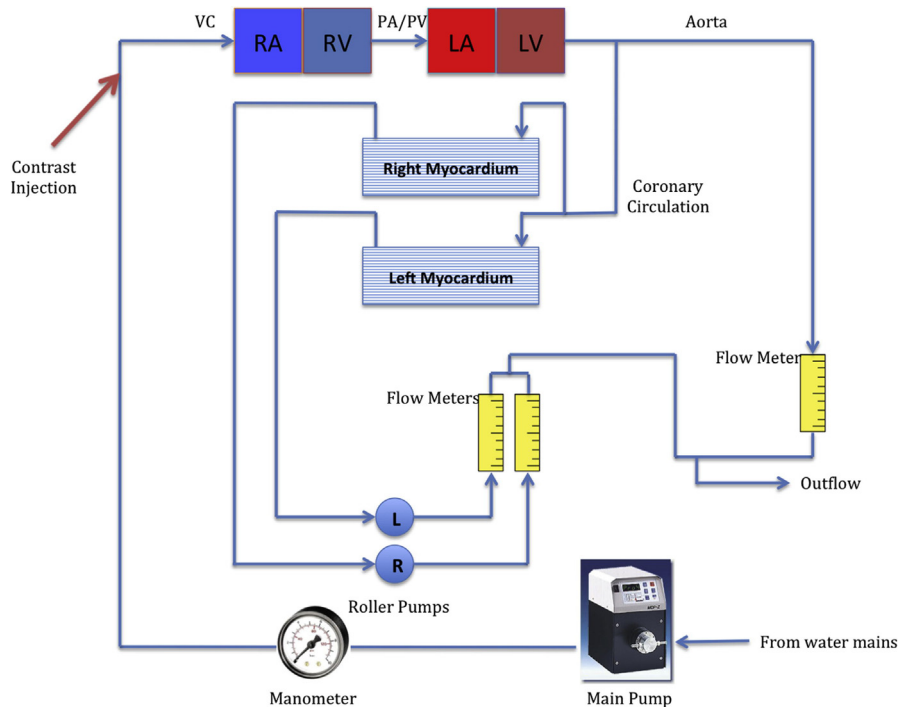 VC
PA/PV
Aorta
RA
RV
LA
LV
Contrast
Injection
Right Myocardium
Coronary
Circulation
Left Myocardium
Flow Meter
Flow Meters
Outflow
L
R
Roller Pumps
From water mains
Manometer
Main Pump